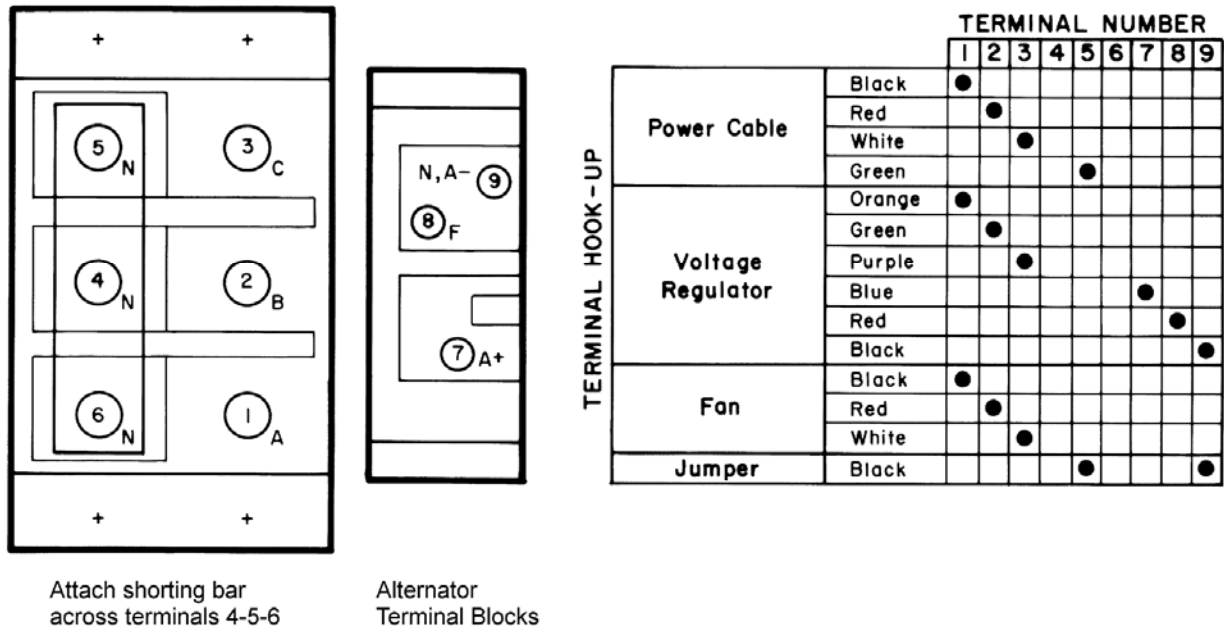 + +
5 N 3 C
4 N 2 B
6 N 1 A
+ +
Attach shorting bar
across terminals 4-5-6
N, A- 9
8 F
7 A+
Alternator
Terminal Blocks
TERMINAL NUMBER
1 2 3 4 5 6 7 8 9
TERMINAL HOOK-UP
Power Cable
Black
Red
White
Green
Voltage
Regulator
Orange
Green
Purple
Blue
Red
Black
Fan
Black
Red
White
Jumper
Black